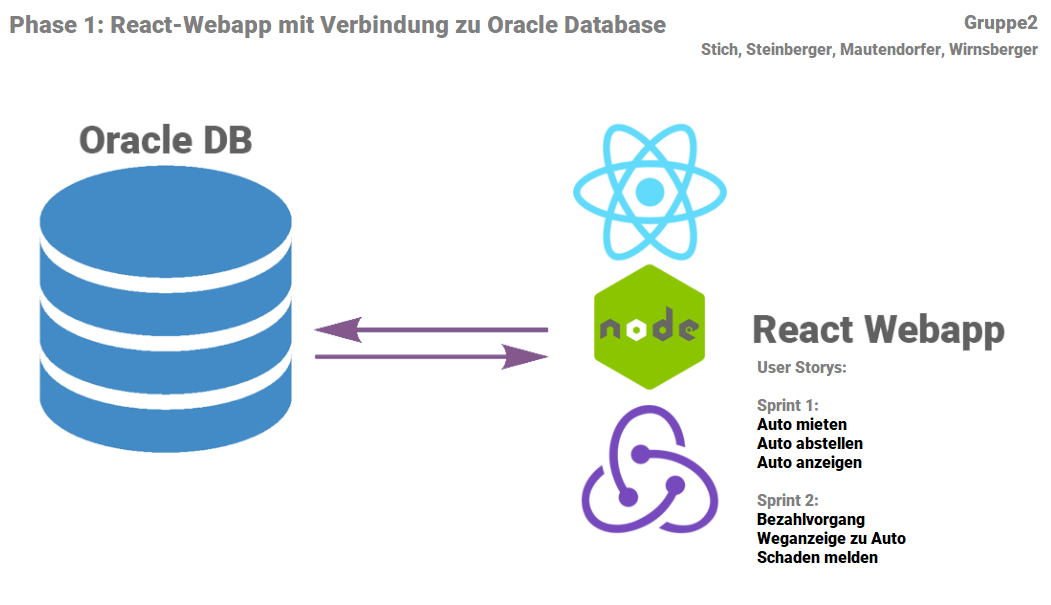 Phase 1: React-Webapp mit Verbindung zu Oracle Database
Gruppe2
Stich, Steinberger, Mautendorfer, Wirnsberger
Oracle DB
node
React Webapp
User Storys:
Sprint 1:
Auto mieten
Auto abstellen
Auto anzeigen
Sprint 2:
Bezahlvorgang
Weganzeige zu Auto
Schaden melden